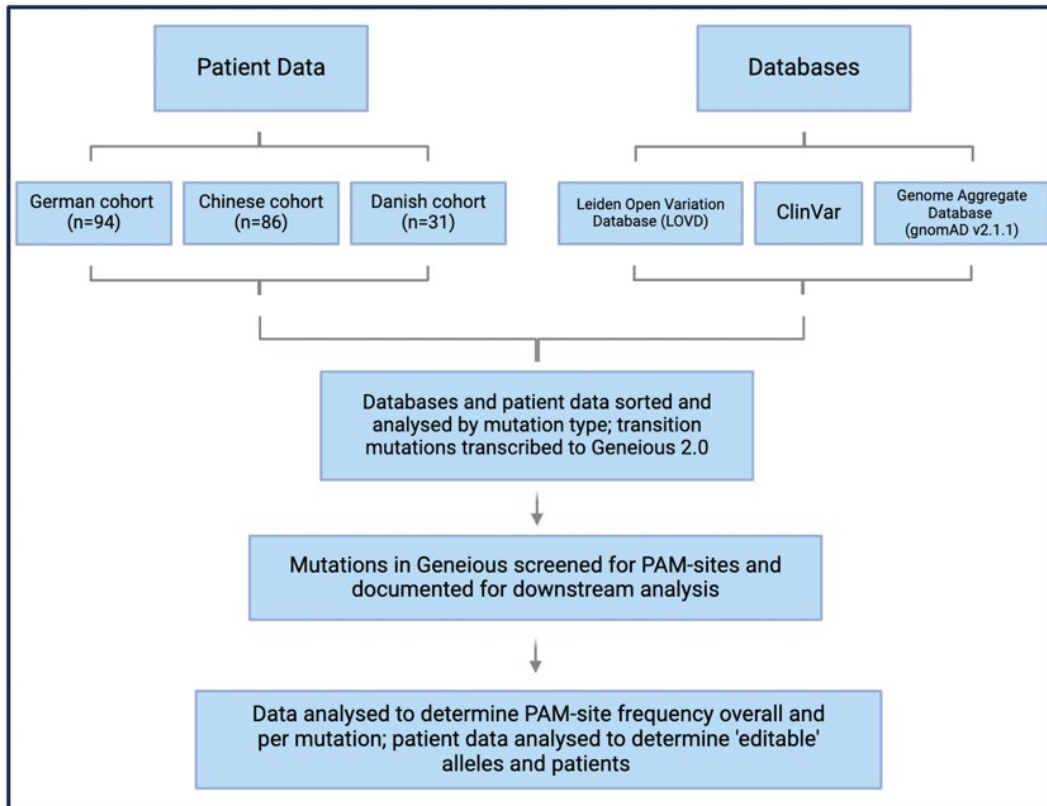 Patient Data
Databases
German cohort
(n=94)
Chinese cohort
(n=86)
Danish cohort
(n=31)
Leiden Open Variation
Database (LOVD)
ClinVar
Genome Aggregate
Database
(gnomAD v2.1.1)
Databases and patient data sorted and
analysed by mutation type; transition
mutations transcribed to Geneious 2.0
Mutations in Geneious screened for PAM-sites and
documented for downstream analysis
Data analysed to determine PAM-site frequency overall and
per mutation; patient data analysed to determine 'editable'
alleles and patients